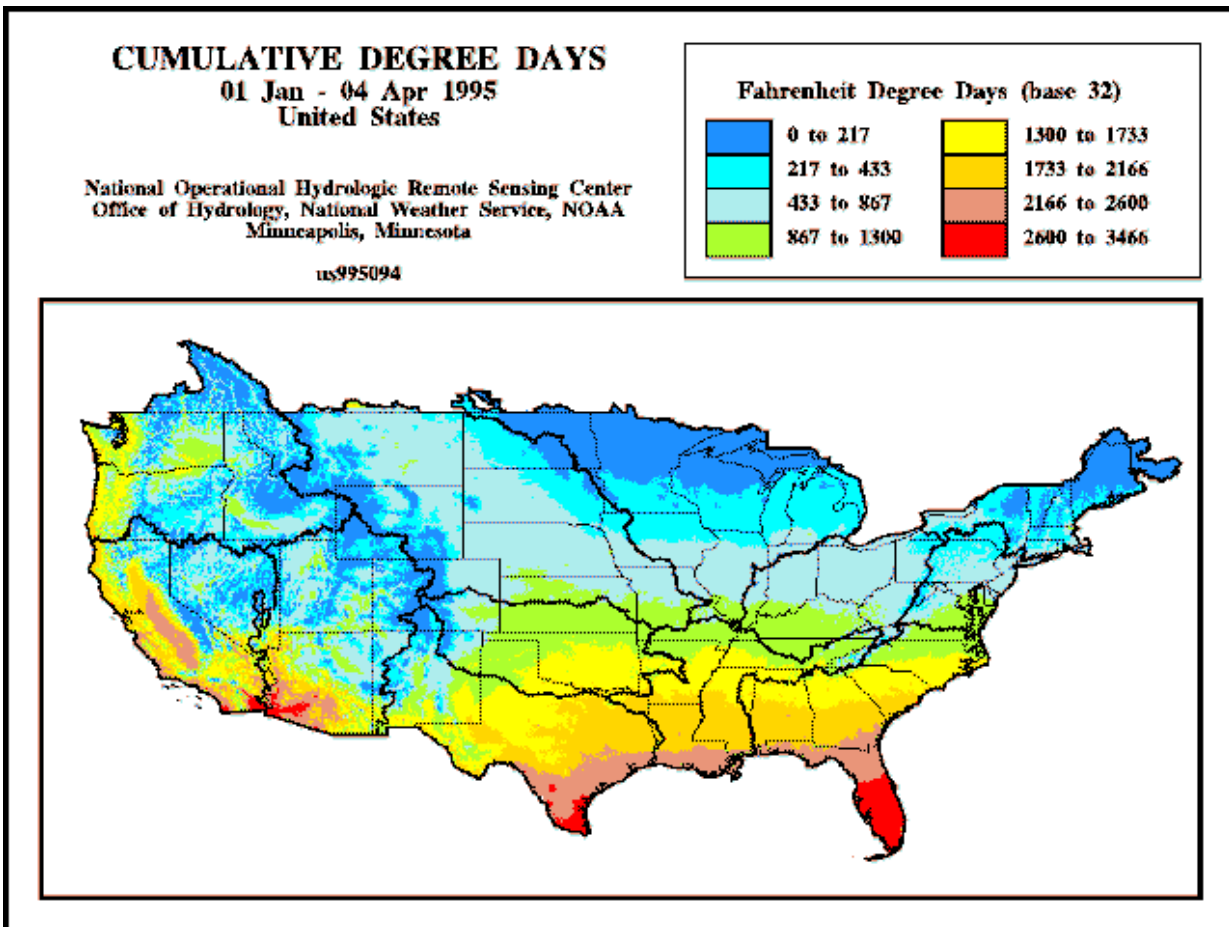 CUMULATIVE DEGREE DAYS
01 Jan - 04 Apr 1995
United States
National Operational Hydrologic Remote Sensing Center
Office of Hydrology, National Weather Service, NOAA
Minneapolis, Minnesota
us995094
Fahrenheit Degree Days (base 32)
0 to 217
217 to 433
433 to 867
867 to 1300
1300 to 1733
1733 to 2166
2166 to 2600
2600 to 3466